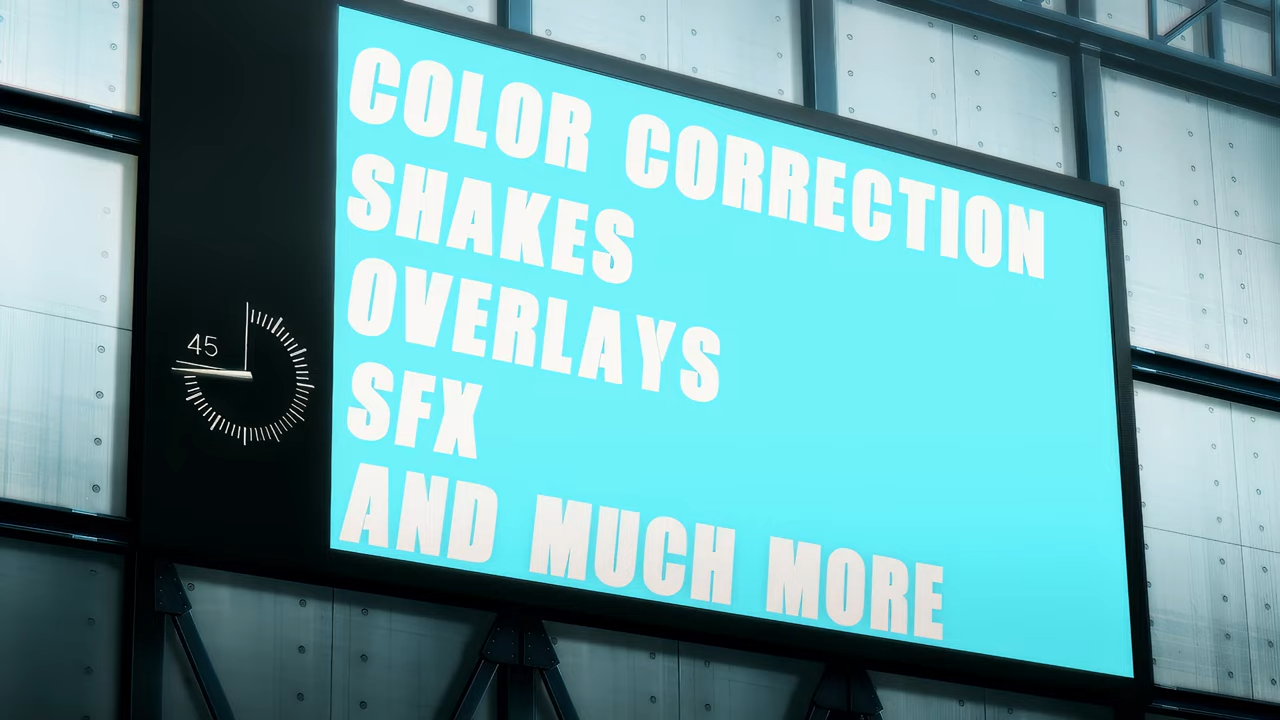 COLOR CORRECTION
SHAKES
OVERLAYS
SFX
AND MUCH MORE
45